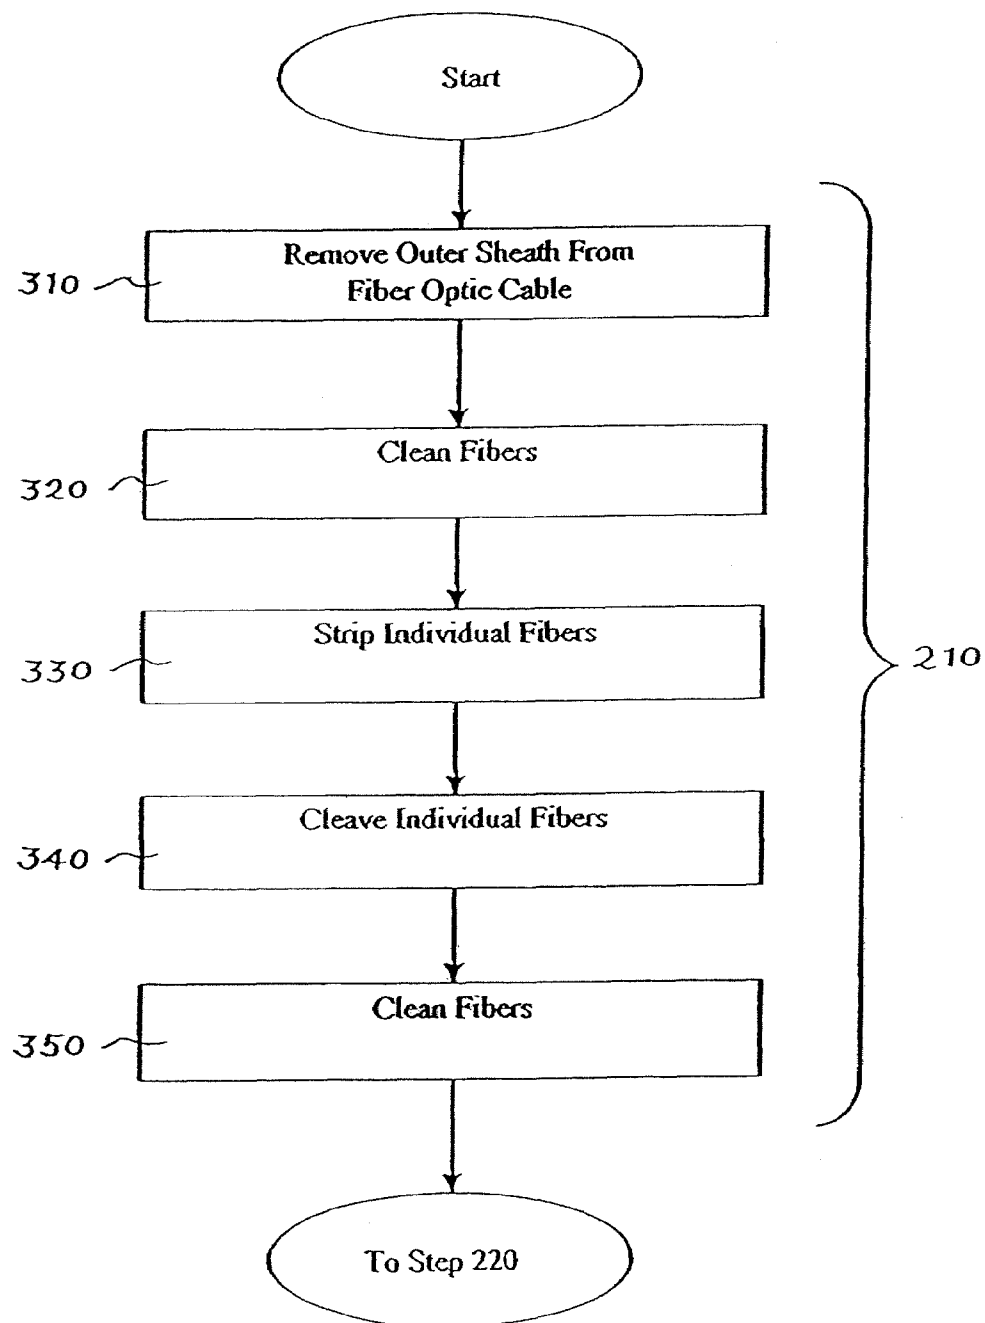 Start
Remove Outer Sheath From
Fiber Optic Cable
310
Clean Fibers
320
Strip Individual Fibers
330
210
Cleave Individual Fibers
340
Clean Fibers
350
To Step 220